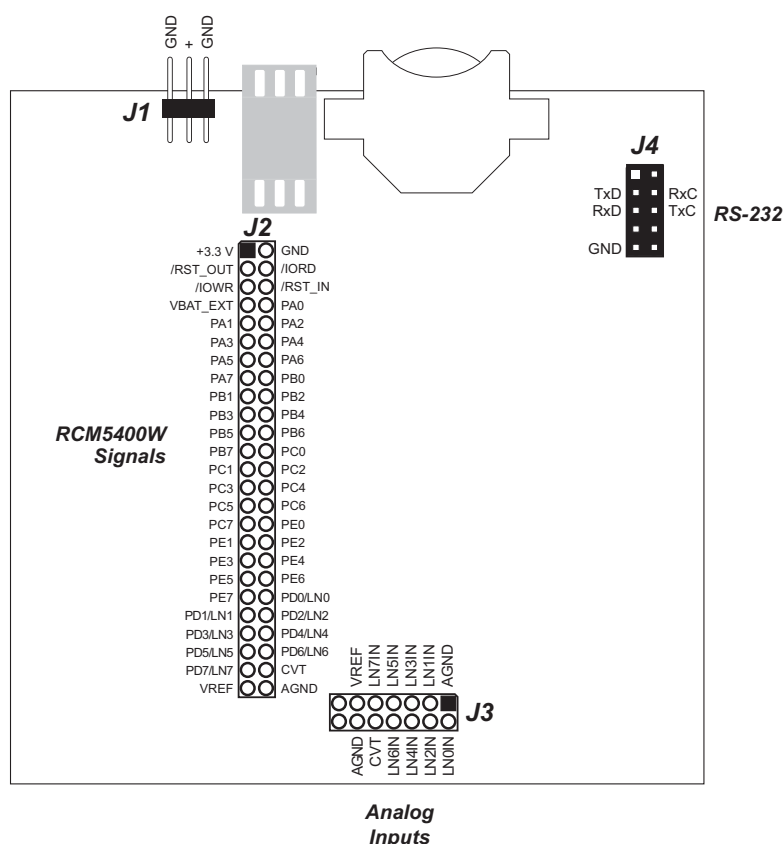 GND + GND
J1
J4
TxD RxC
RxD TxC
GND
RS-232
J2
+3.3 V GND
/RST_OUT /IORD
/IOWR /RST_IN
VBAT_EXT PA0
PA1 PA2
PA3 PA4
PA5 PA6
PA7 PB0
PB1 PB2
PB3 PB4
PB5 PB6
PB7 PC0
PC1 PC2
PC3 PC4
PC5 PC6
PC7 PE0
PE1 PE2
PE3 PE4
PE5 PE6
PE7 PD0/LN0
PD1/LN1 PD2/LN2
PD3/LN3 PD4/LN4
PD5/LN5 PD6/LN6
PD7/LN7 CVT
VREF AGND
RCM5400W
Signals
VREF LN7IN LN5IN LN3IN LN1IN AGND
J3
AGND CVT LN6IN LN4IN LN2IN LN0IN
Analog
Inputs